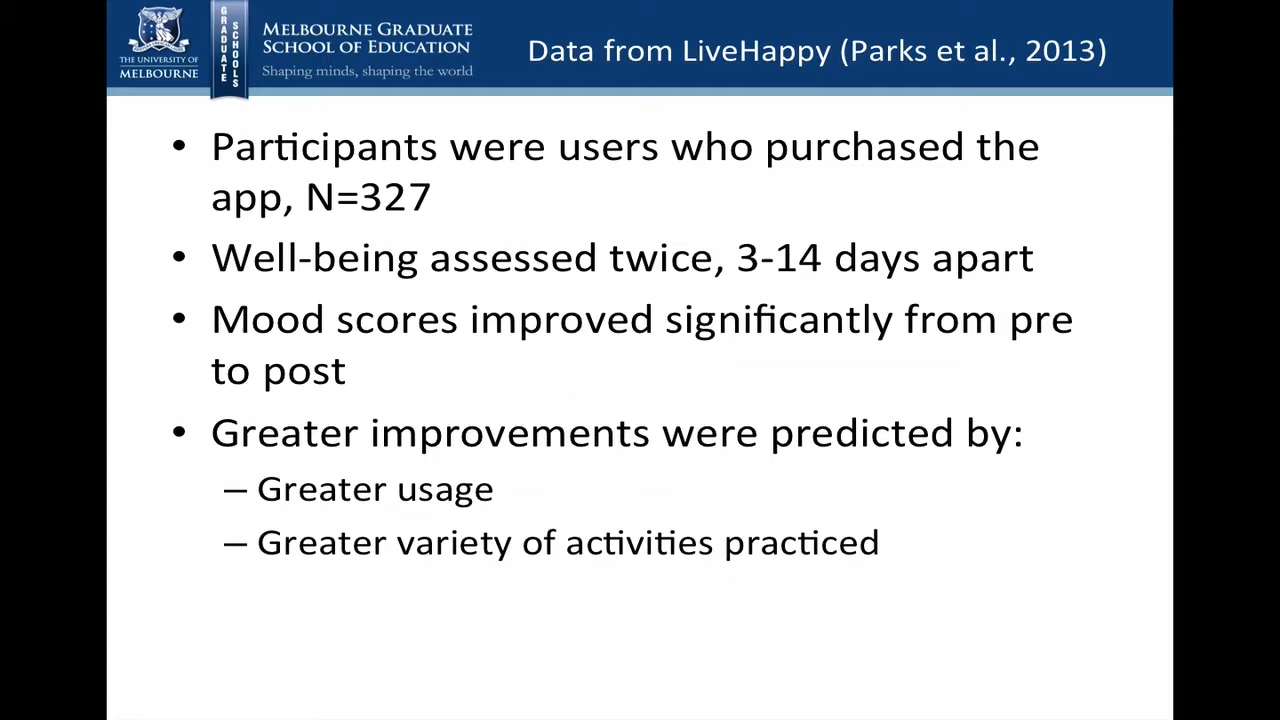 THE UNIVERSITY OF
MELBOURNE
GRADUATE
SCHOOLS
MELBOURNE GRADUATE
SCHOOL OF EDUCATION
Shaping minds, shaping the world
Data from LiveHappy (Parks et al., 2013)
• Participants were users who purchased the
app, N=327
• Well-being assessed twice, 3-14 days apart
• Mood scores improved significantly from pre
to post
• Greater improvements were predicted by:
– Greater usage
– Greater variety of activities practiced